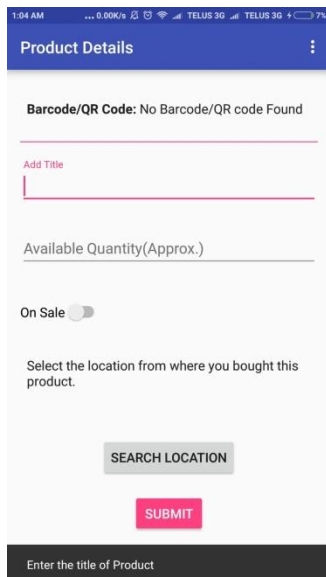 1:04 AM ... 0.00K/s TELUS 3G TELUS 3G 7%
Product Details
Barcode/QR Code: No Barcode/QR code Found
Add Title
Available Quantity(Approx.)
On Sale
Select the location from where you bought this
product.
SEARCH LOCATION
SUBMIT
Enter the title of Product